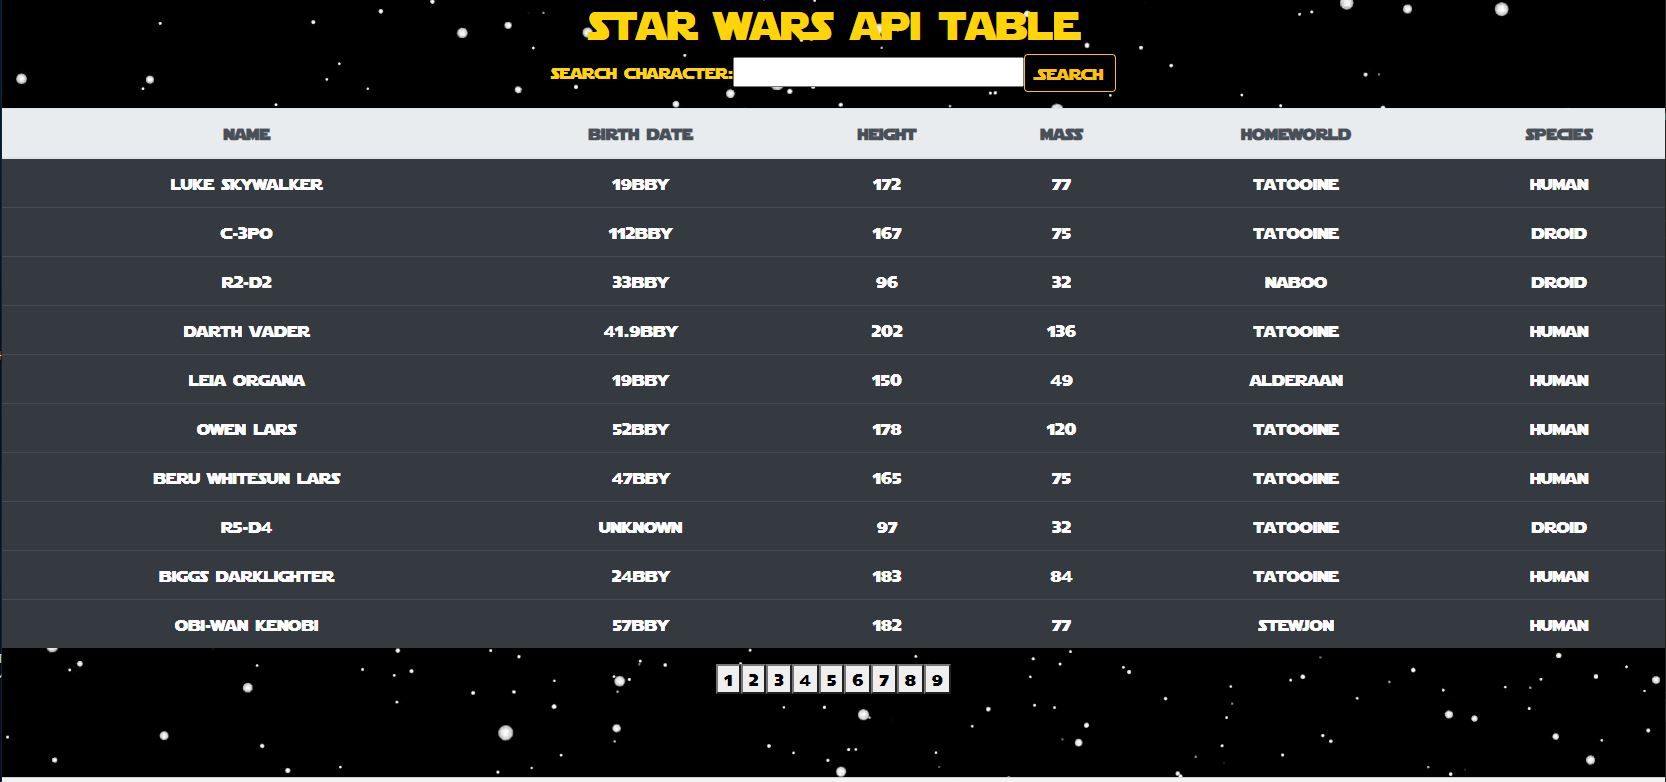 STAR WARS API TABLE
SEARCH CHARACTER: SEARCH
NAME BIRTH DATE HEIGHT MASS HOMEWORLD SPECIES
LUKE SKYWALKER 19BBY 172 77 TATOOINE HUMAN
C-3PO 112BBY 167 75 TATOOINE DROID
R2-D2 33BBY 96 32 NABOO DROID
DARTH VADER 41.9BBY 202 136 TATOOINE HUMAN
LEIA ORGANA 19BBY 150 49 ALDERAAN HUMAN
OWEN LARS 52BBY 178 120 TATOOINE HUMAN
BERU WHITESUN LARS 47BBY 165 75 TATOOINE HUMAN
R5-D4 UNKNOWN 97 32 TATOOINE DROID
BIGGS DARKLIGHTER 24BBY 183 84 TATOOINE HUMAN
OBI-WAN KENOBI 57BBY 182 77 STEWJON HUMAN
1 2 3 4 5 6 7 8 9